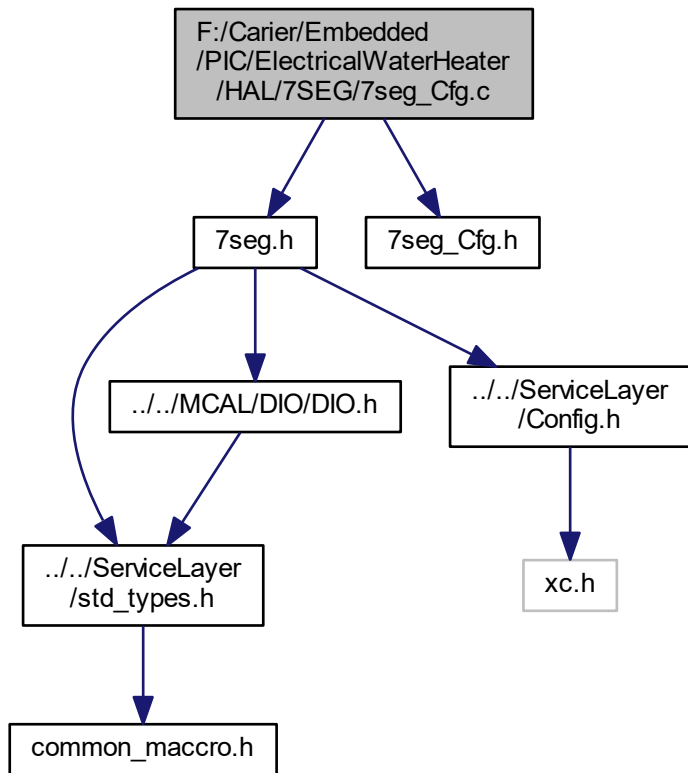 F:/Carier/Embedded
/PIC/ElectricalWaterHeater
/HAL/7SEG/7seg_Cfg.c
7seg.h
7seg_Cfg.h
../../MCAL/DIO/DIO.h
../../ServiceLayer
/Config.h
../../ServiceLayer
/std_types.h
xc.h
common_maccro.h